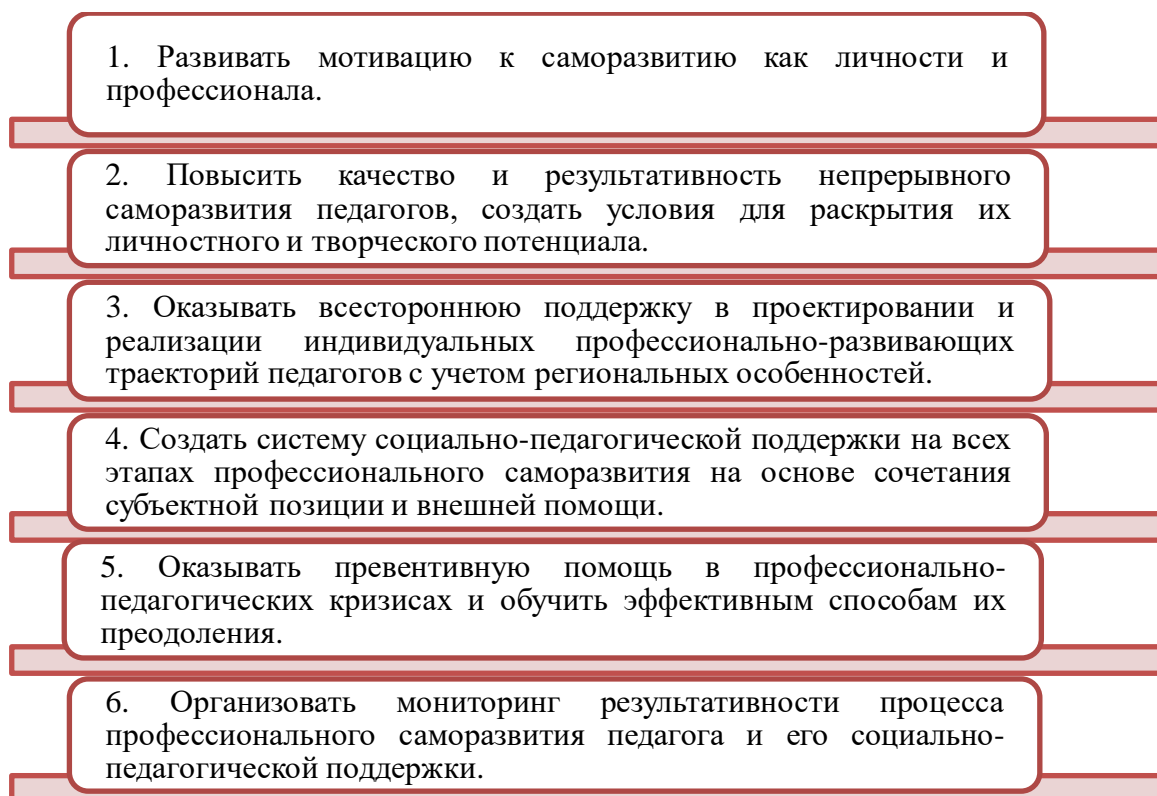 1. Развивать мотивацию к саморазвитию как личности и
профессионала.
2. Повысить качество и результативность непрерывного
саморазвития педагогов, создать условия для раскрытия их
личностного и творческого потенциала.
3. Оказывать всестороннюю поддержку в проектировании и
реализации индивидуальных профессионально-развивающих
траекторий педагогов с учетом региональных особенностей.
4. Создать систему социально-педагогической поддержки на всех
этапах профессионального саморазвития на основе сочетания
субъектной позиции и внешней помощи.
5. Оказывать превентивную помощь в профессионально-
педагогических кризисах и обучить эффективным способам их
преодоления.
6. Организовать мониторинг результативности процесса
профессионального саморазвития педагога и его социально-
педагогической поддержки.